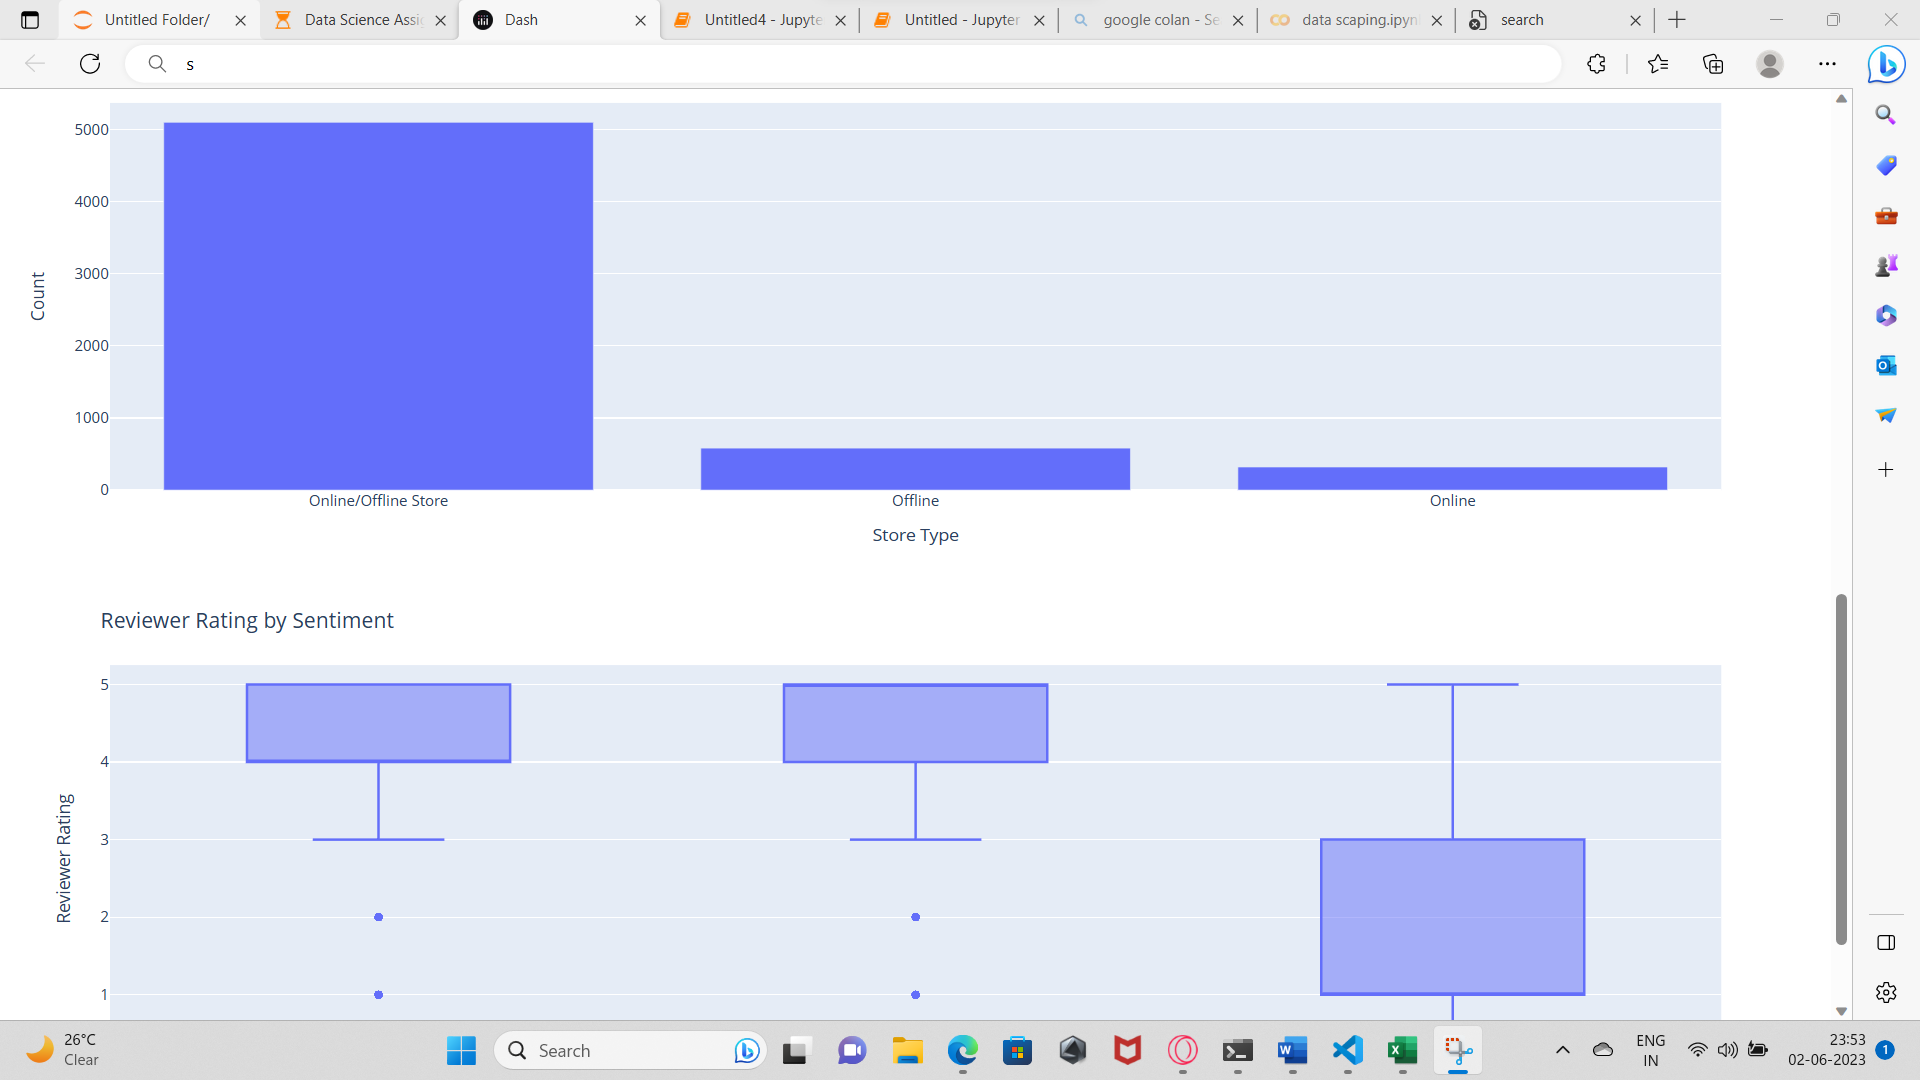 Untitled Folder/
Data Science Assi
Dash
Untitled4 - Jupyte
Untitled - Jupyter
google colan - Se
data scaping.ipyn
search
s
5000
4000
3000
2000
1000
0
Count
Online/Offline Store
Offline
Online
Store Type
Reviewer Rating by Sentiment
5
4
3
2
1
Reviewer Rating
26°C
Clear
Search
ENG
IN
23:53
02-06-2023
1